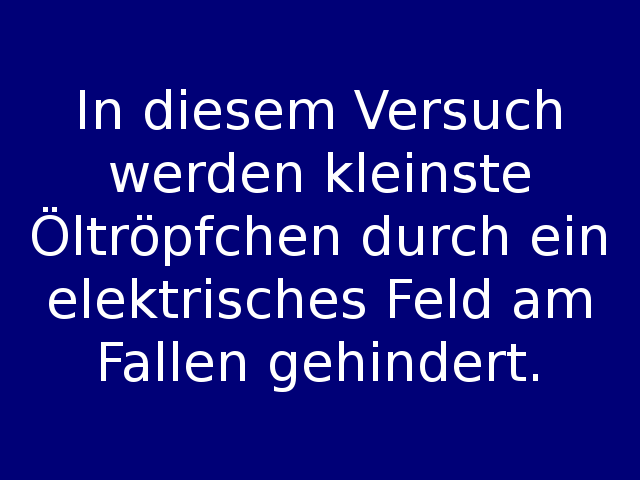 In diesem Versuch
werden kleinste
Öltröpfchen durch ein
elektrisches Feld am
Fallen gehindert.